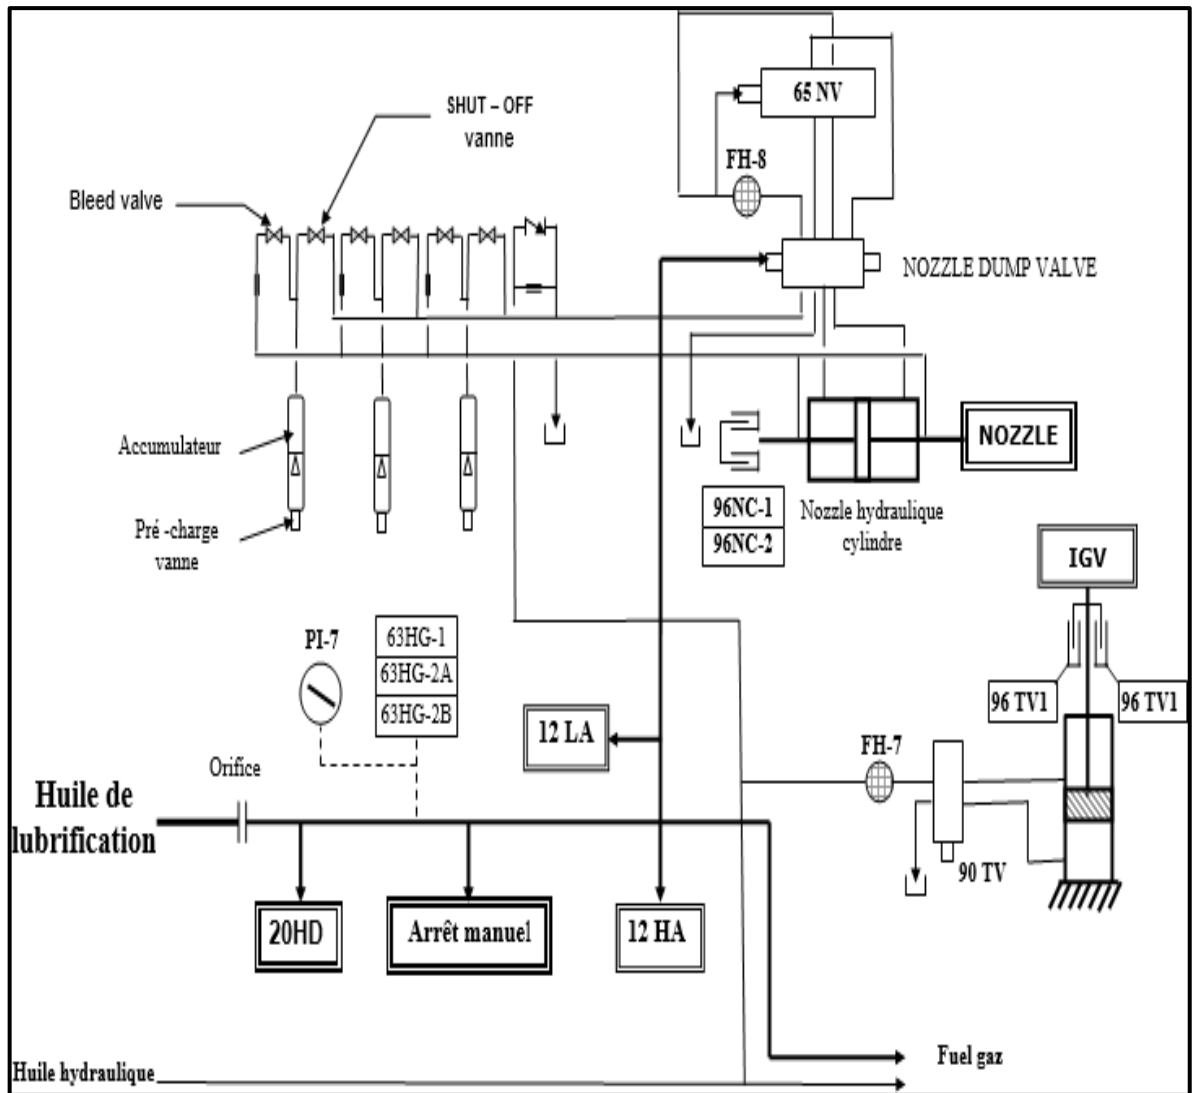 65 NV
SHUT – OFF
vanne
FH-8
Bleed valve
NOZZLE DUMP VALVE
Accumulateur
NOZZLE
Pré -charge
vanne
96NC-1
96NC-2
Nozzle hydraulique
cylindre
IGV
PI-7
63HG-1
63HG-2A
63HG-2B
96 TV1
96 TV1
12 LA
FH-7
Orifice
Huile de
lubrification
90 TV
20HD
Arrêt manuel
12 HA
Fuel gaz
Huile hydraulique